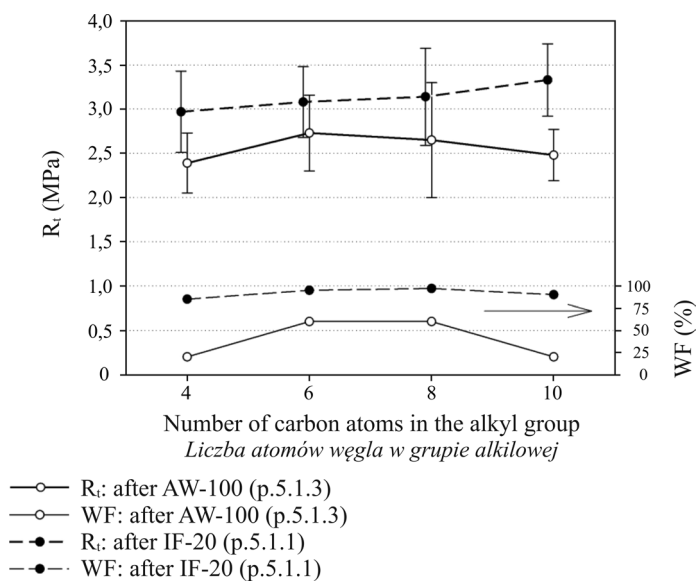 4,0
3,5
3,0
2,5
2,0
1,5
1,0
0,5
0
Rₜ (MPa)
100
75
50
25
0
WF (%)
4 6 8 10
Number of carbon atoms in the alkyl group
Liczba atomów węgla w grupie alkilowej
Rₜ: after AW-100 (p.5.1.3)
WF: after AW-100 (p.5.1.3)
Rₜ: after IF-20 (p.5.1.1)
WF: after IF-20 (p.5.1.1)